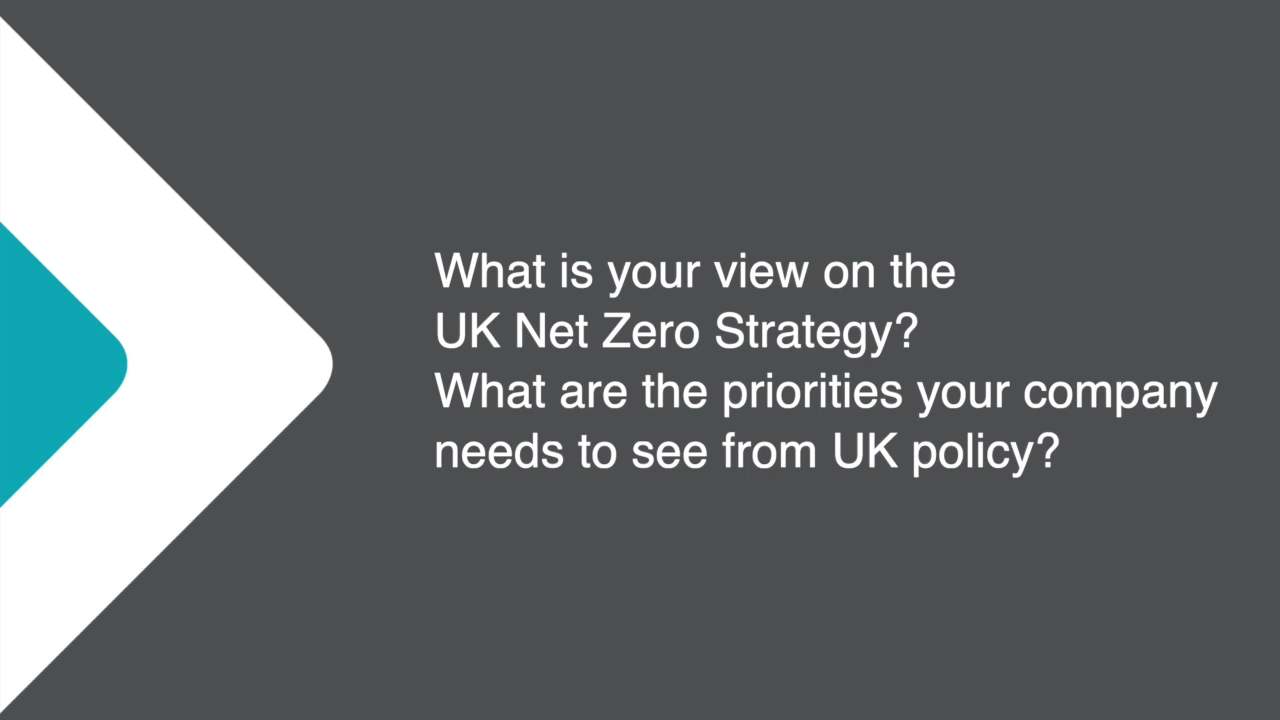 What is your view on the
UK Net Zero Strategy?
What are the priorities your company
needs to see from UK policy?